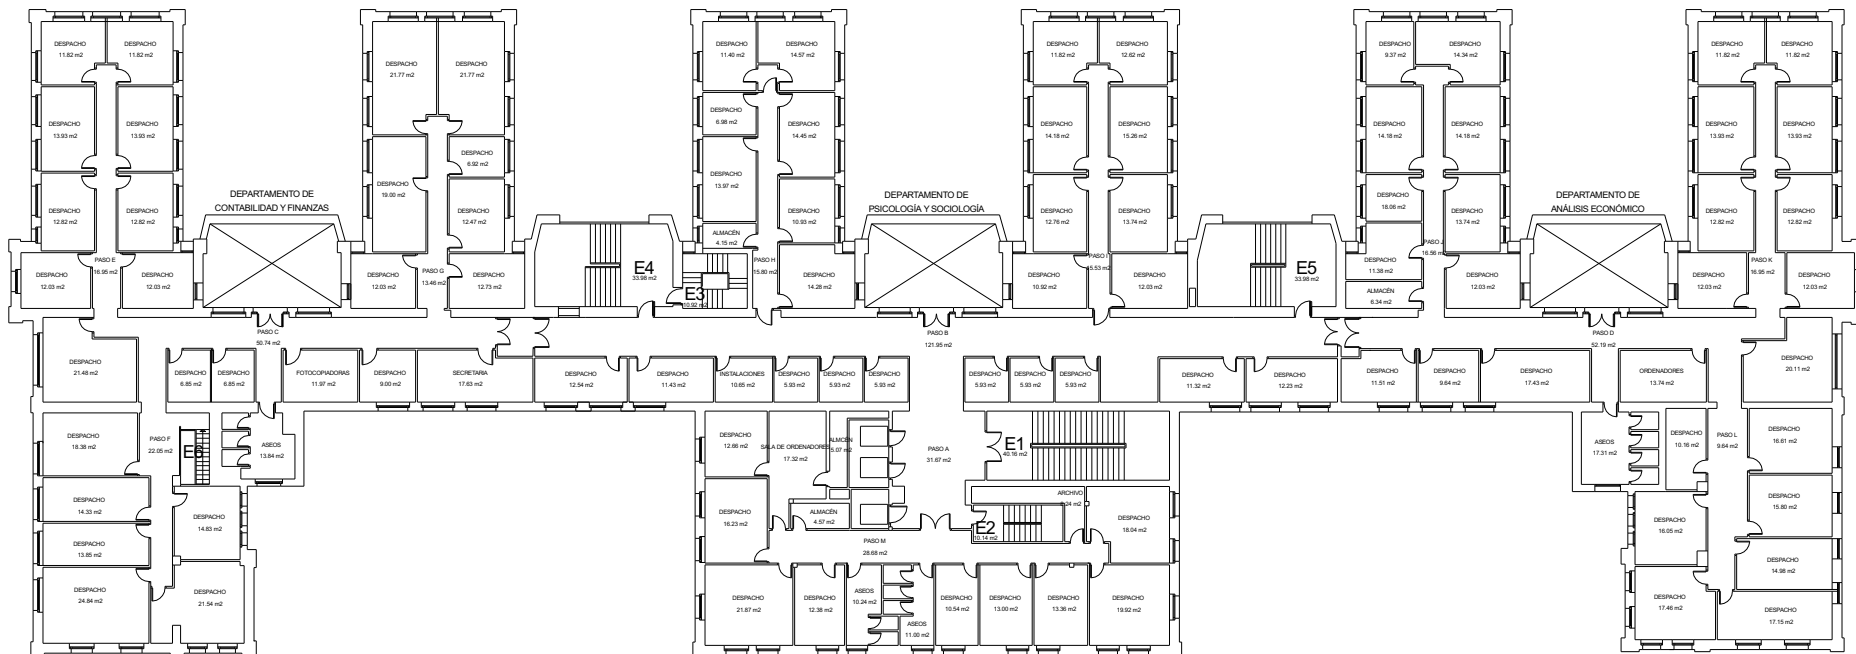 DESPACHO
11.82 m2
DESPACHO
11.82 m2
DESPACHO
13.93 m2
DESPACHO
13.93 m2
DESPACHO
12.82 m2
DESPACHO
12.82 m2
PASO E
16.95 m2
DESPACHO
12.03 m2
DESPACHO
12.03 m2
DEPARTAMENTO DE
CONTABILIDAD Y FINANZAS
DESPACHO
21.77 m2
DESPACHO
21.77 m2
DESPACHO
6.92 m2
DESPACHO
19.00 m2
DESPACHO
12.47 m2
DESPACHO
12.03 m2
PASO G
13.46 m2
DESPACHO
12.73 m2
E4
33.98 m2
E3
10.92 m2
DESPACHO
11.40 m2
DESPACHO
14.57 m2
DESPACHO
6.98 m2
DESPACHO
14.45 m2
DESPACHO
13.97 m2
DESPACHO
10.93 m2
ALMACÉN
4.15 m2
PASO H
15.80 m2
DESPACHO
14.28 m2
DEPARTAMENTO DE
PSICOLOGÍA Y SOCIOLOGÍA
DESPACHO
11.82 m2
DESPACHO
12.62 m2
DESPACHO
14.18 m2
DESPACHO
15.26 m2
DESPACHO
12.76 m2
DESPACHO
13.74 m2
PASO I
15.53 m2
DESPACHO
10.92 m2
DESPACHO
12.03 m2
E5
33.98 m2
DESPACHO
9.37 m2
DESPACHO
14.34 m2
DESPACHO
14.18 m2
DESPACHO
14.18 m2
DESPACHO
18.06 m2
DESPACHO
13.74 m2
PASO J
16.56 m2
DESPACHO
11.38 m2
ALMACÉN
6.34 m2
DESPACHO
12.03 m2
DEPARTAMENTO DE
ANÁLISIS ECONÓMICO
DESPACHO
11.82 m2
DESPACHO
11.82 m2
DESPACHO
13.93 m2
DESPACHO
13.93 m2
DESPACHO
12.82 m2
DESPACHO
12.82 m2
PASO K
16.95 m2
DESPACHO
12.03 m2
DESPACHO
12.03 m2
PASO C
50.74 m2
PASO B
121.95 m2
PASO D
52.19 m2
DESPACHO
21.48 m2
DESPACHO
6.85 m2
DESPACHO
6.85 m2
FOTOCOPIADORAS
11.97 m2
DESPACHO
9.00 m2
SECRETARIA
17.63 m2
DESPACHO
12.54 m2
DESPACHO
11.43 m2
INSTALACIONES
10.65 m2
DESPACHO
5.93 m2
DESPACHO
5.93 m2
DESPACHO
5.93 m2
DESPACHO
5.93 m2
DESPACHO
5.93 m2
DESPACHO
5.93 m2
DESPACHO
11.32 m2
DESPACHO
12.23 m2
DESPACHO
11.51 m2
DESPACHO
9.64 m2
DESPACHO
17.43 m2
ORDENADORES
13.74 m2
DESPACHO
20.11 m2
DESPACHO
18.38 m2
PASO F
22.05 m2
E6
ASEOS
13.84 m2
DESPACHO
14.33 m2
DESPACHO
14.83 m2
DESPACHO
13.85 m2
DESPACHO
24.84 m2
DESPACHO
21.54 m2
DESPACHO
12.66 m2
SALA DE ORDENADORES
17.32 m2
ALMCÉN
5.07 m2
PASO A
31.67 m2
E1
40.16 m2
DESPACHO
16.23 m2
ALMACÉN
4.57 m2
ARCHIVO
E2
10.14 m2
DESPACHO
18.04 m2
PASO M
28.68 m2
DESPACHO
21.87 m2
DESPACHO
12.38 m2
ASEOS
10.24 m2
ASEOS
11.00 m2
DESPACHO
10.54 m2
DESPACHO
13.00 m2
DESPACHO
13.36 m2
DESPACHO
19.92 m2
ASEOS
17.31 m2
DESPACHO
10.16 m2
PASO L
9.64 m2
DESPACHO
16.61 m2
DESPACHO
15.80 m2
DESPACHO
16.05 m2
DESPACHO
14.98 m2
DESPACHO
17.46 m2
DESPACHO
17.15 m2